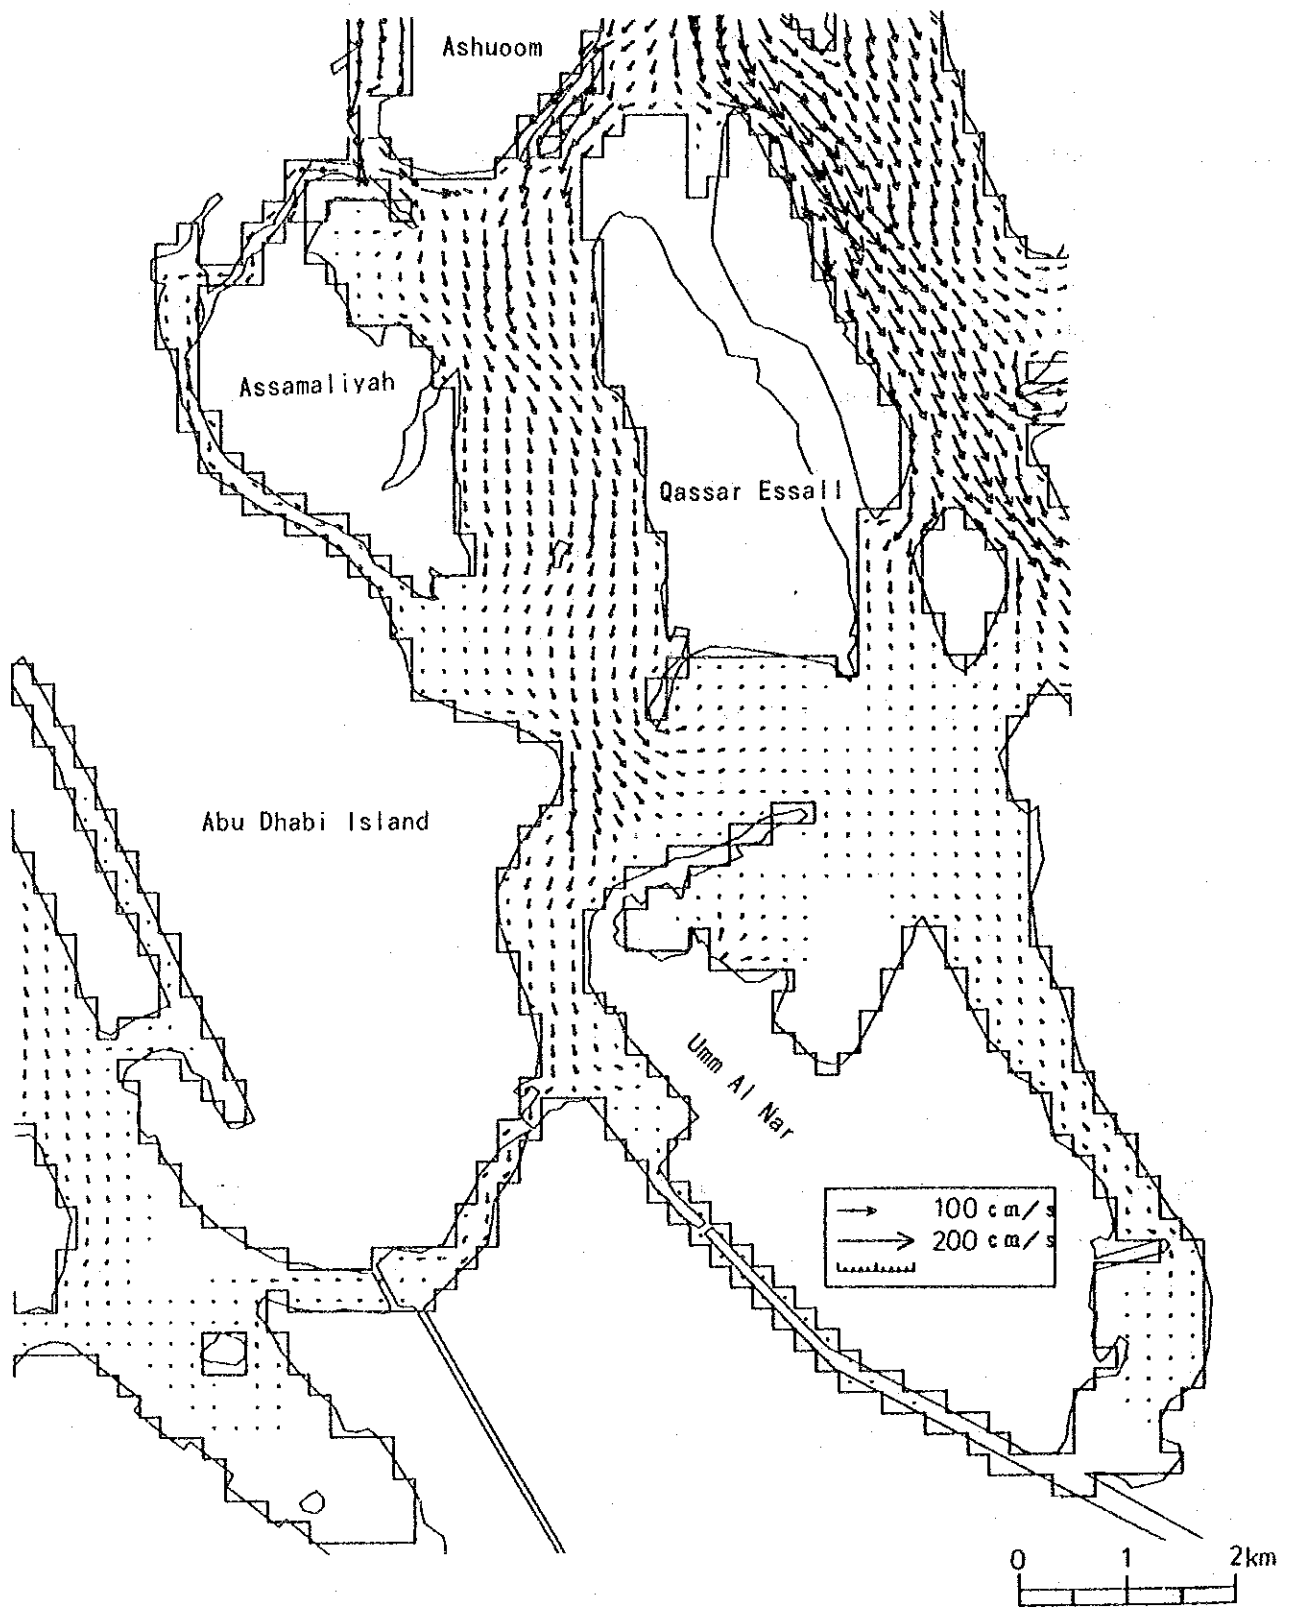 Ashuoom
Assamaliyah
Qassar Essall
Abu Dhabi Island
Umm Al Nar
100 cm/s
200 cm/s
0 1 2km